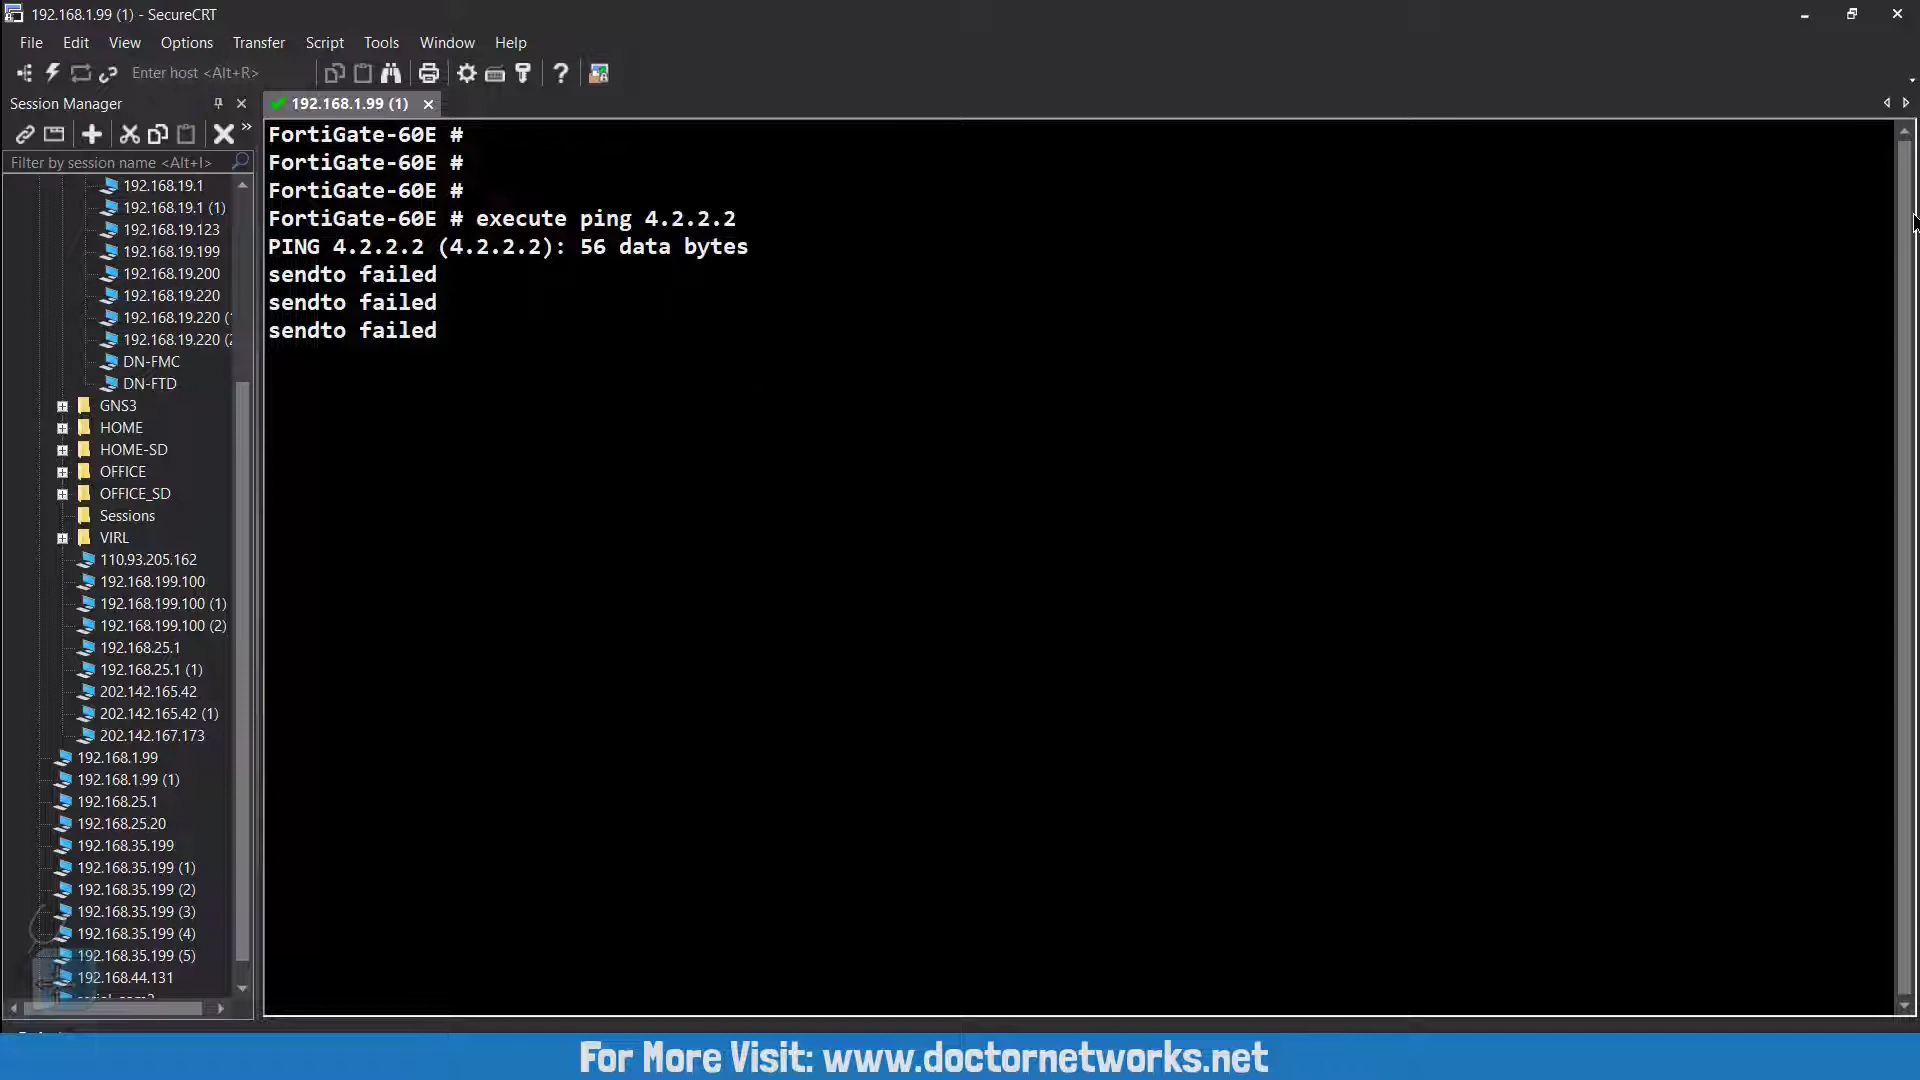 192.168.1.99 (1) - SecureCRT
File Edit View Options Transfer Script Tools Window Help
Enter host <Alt+R>
Session Manager
192.168.1.99 (1)
Filter by session name <Alt+I>
192.168.19.1
192.168.19.1 (1)
192.168.19.123
192.168.19.199
192.168.19.200
192.168.19.220
192.168.19.220 (
192.168.19.220 (2
DN-FMC
DN-FTD
GNS3
HOME
HOME-SD
OFFICE
OFFICE_SD
Sessions
VIRL
110.93.205.162
192.168.199.100
192.168.199.100 (1)
192.168.199.100 (2)
192.168.25.1
192.168.25.1 (1)
202.142.165.42
202.142.165.42 (1)
202.142.167.173
192.168.1.99
192.168.1.99 (1)
192.168.25.1
192.168.25.20
192.168.35.199
192.168.35.199 (1)
192.168.35.199 (2)
192.168.35.199 (3)
192.168.35.199 (4)
192.168.35.199 (5)
192.168.44.131
FortiGate-60E #
FortiGate-60E #
FortiGate-60E #
FortiGate-60E # execute ping 4.2.2.2
PING 4.2.2.2 (4.2.2.2): 56 data bytes
sendto failed
sendto failed
sendto failed
For More Visit: www.doctornetworks.net